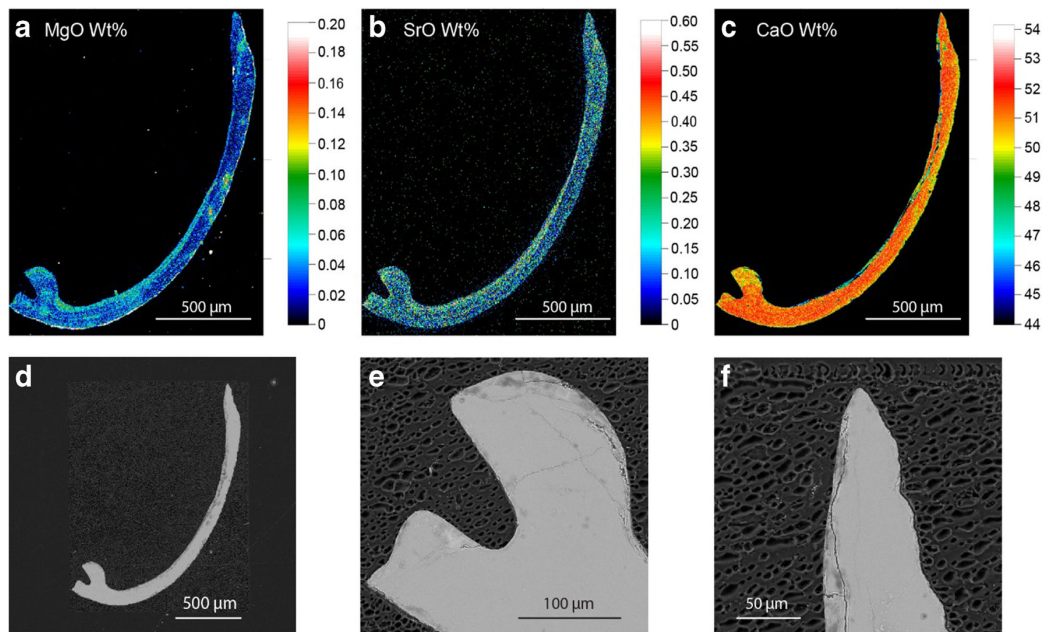 a MgO Wt%
0.20
0.18
0.16
0.14
0.12
0.10
0.08
0.06
0.04
0.02
0
500 µm
b SrO Wt%
0.60
0.55
0.50
0.45
0.40
0.35
0.30
0.25
0.20
0.15
0.10
0.05
0
500 µm
c CaO Wt%
54
53
52
51
50
49
48
47
46
45
44
500 µm
d
500 µm
e
100 µm
f
50 µm